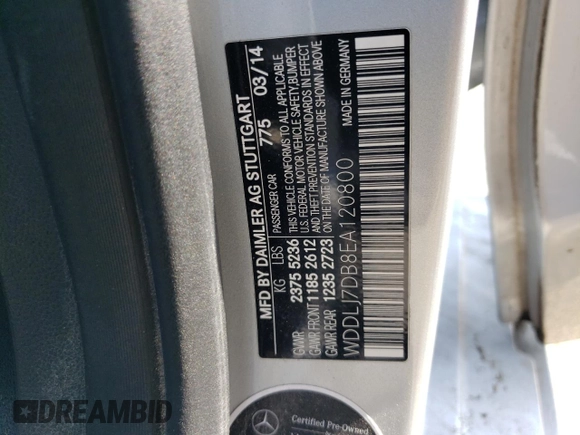 MFD BY DAIMLER AG STUTTGART
KG LBS PASSENGER CAR 775 03/14
GAWR 2375 5236
GAWR FRONT 1185 2612
GAWR REAR 1235 2723
THIS VEHICLE CONFORMS TO ALL APPLICABLE
U.S. FEDERAL MOTOR VEHICLE SAFETY, BUMPER
AND THEFT PREVENTION STANDARDS IN EFFECT
ON THE DATE OF MANUFACTURE SHOWN ABOVE
WDDLJ7DB8EA120800
MADE IN GERMANY
Certified Pre-Owned
DREAMBID